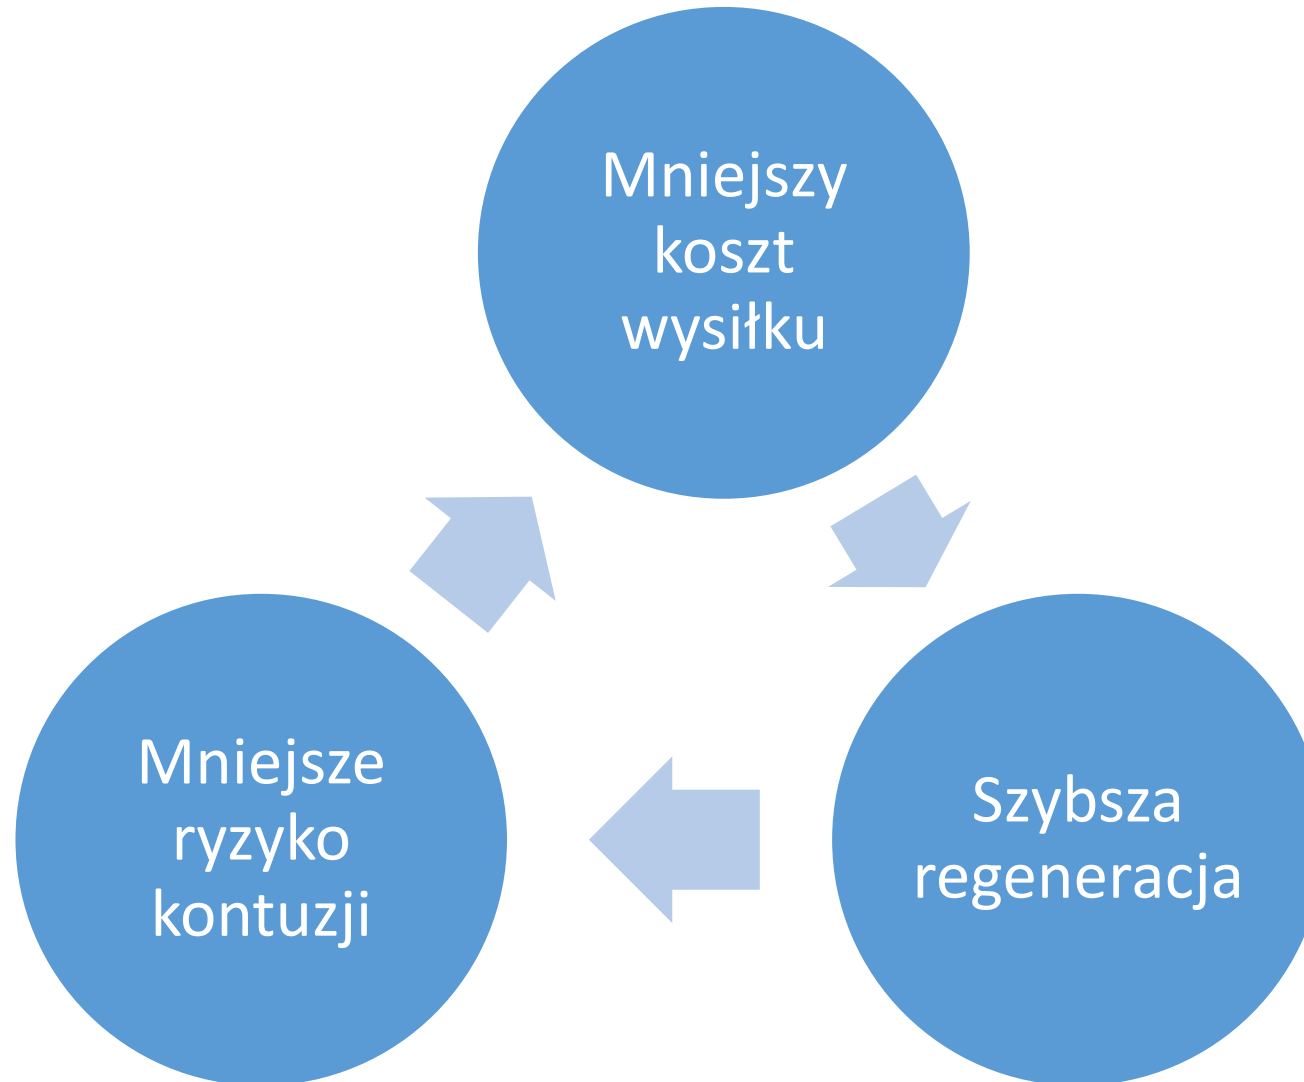 Mniejszy
koszt
wysiłku
Szybsza
regeneracja
Mniejsze
ryzyko
kontuzji